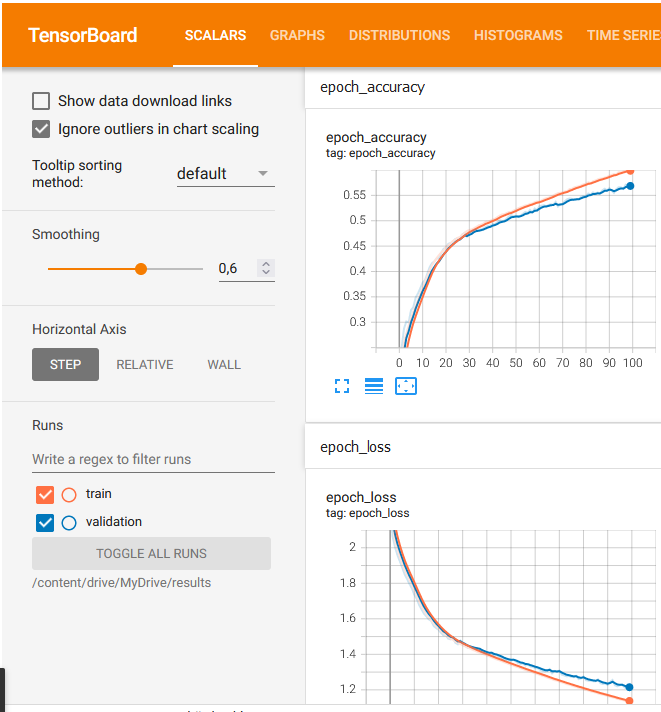 TensorBoard
SCALARS GRAPHS DISTRIBUTIONS HISTOGRAMS TIME SERIE
Show data download links
Ignore outliers in chart scaling
Tooltip sorting
method:
default
Smoothing
0,6
Horizontal Axis
STEP RELATIVE WALL
Runs
Write a regex to filter runs
train
validation
TOGGLE ALL RUNS
/content/drive/MyDrive/results
epoch_accuracy
epoch_accuracy
tag: epoch_accuracy
0.55
0.5
0.45
0.4
0.35
0.3
0 10 20 30 40 50 60 70 80 90 100
epoch_loss
epoch_loss
tag: epoch_loss
2
1.8
1.6
1.4
1.2